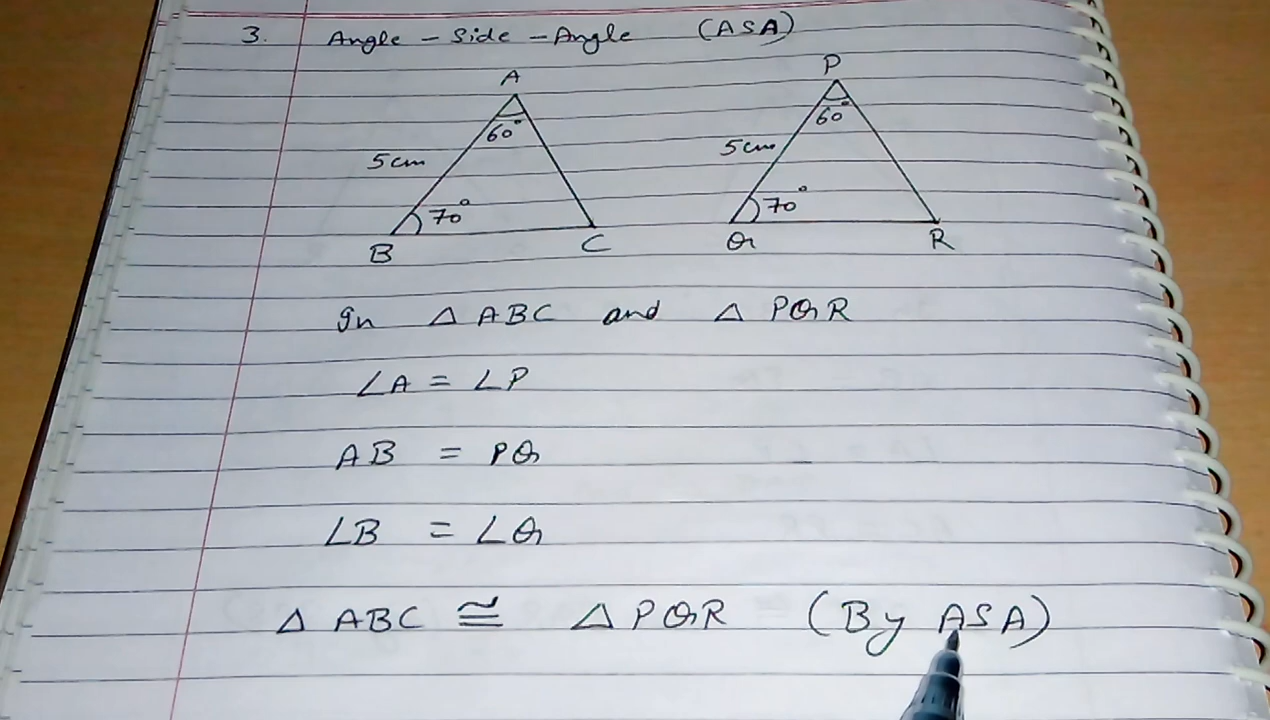 3. Angle - Side - Angle (ASA)
A P
60° 60°
5cm 5cm
70° 70°
B C Q R
In △ ABC and △ PQR
∠A = ∠P
AB = PQ
∠B = ∠Q
△ ABC ≅ △ PQR (By ASA)